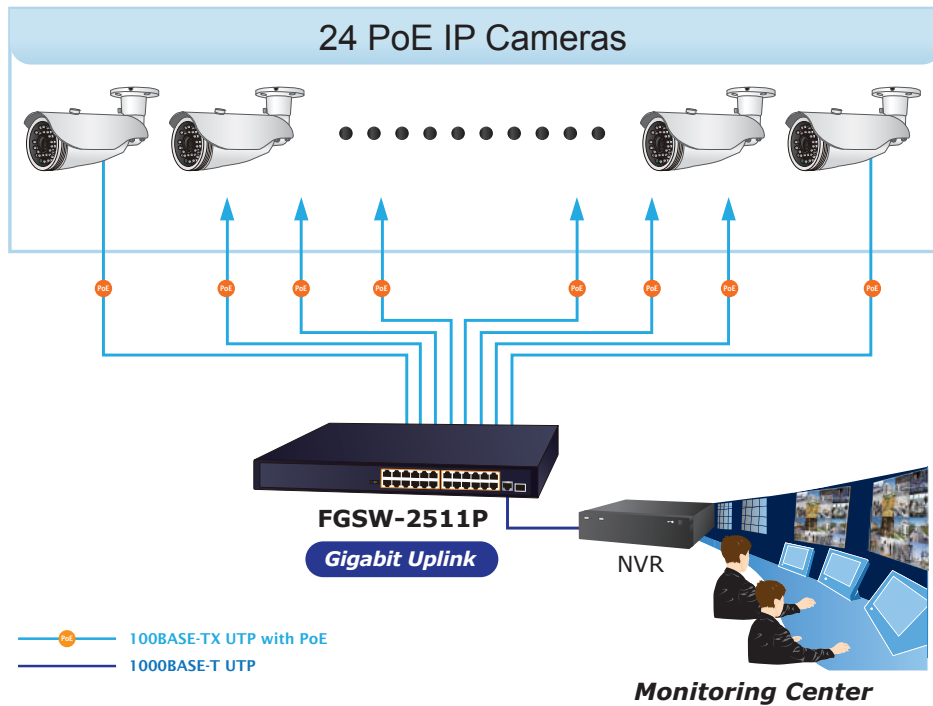 24 PoE IP Cameras
PoE PoE PoE PoE PoE PoE PoE PoE
FGSW-2511P
Gigabit Uplink
NVR
PoE 100BASE-TX UTP with PoE
1000BASE-T UTP
Monitoring Center